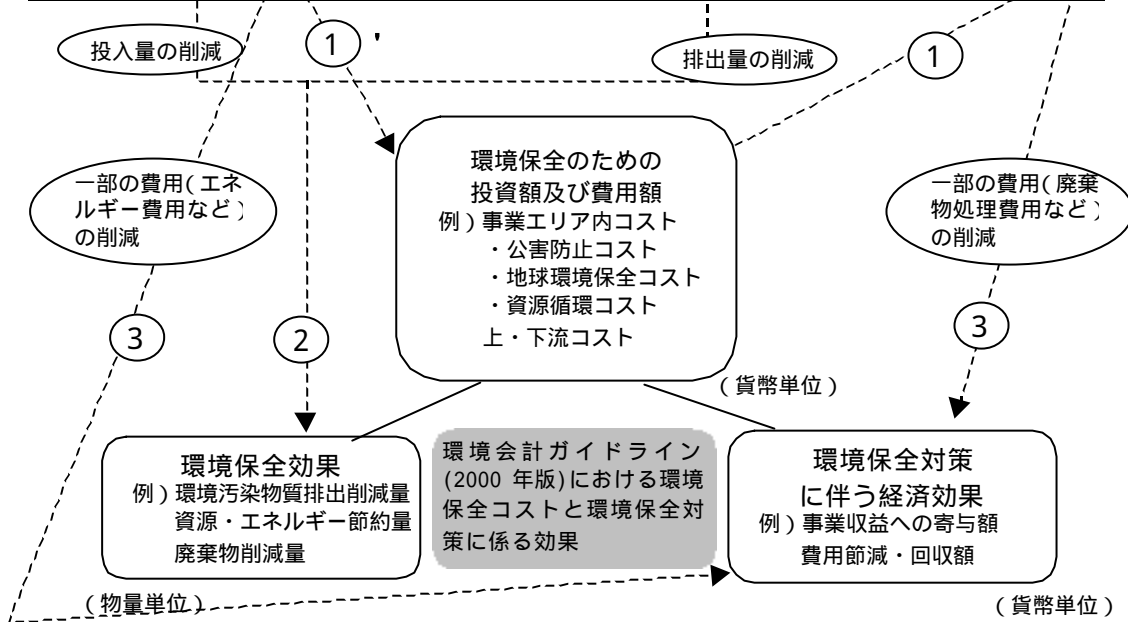 投入量の削減
1 '
排出量の削減
1
環境保全のための
投資額及び費用額
例)事業エリア内コスト
・公害防止コスト
・地球環境保全コスト
・資源循環コスト
上・下流コスト
一部の費用(エネ
ルギー費用など)
の削減
一部の費用(廃棄
物処理費用など)
の削減
3
2
3
(貨幣単位)
環境保全効果
例)環境汚染物質排出削減量
資源・エネルギー節約量
廃棄物削減量
環境会計ガイドライン
(2000 年版)における環境
保全コストと環境保全対
策に係る効果
環境保全対策
に伴う経済効果
例)事業収益への寄与額
費用節減・回収額
(物量単位)
(貨幣単位)